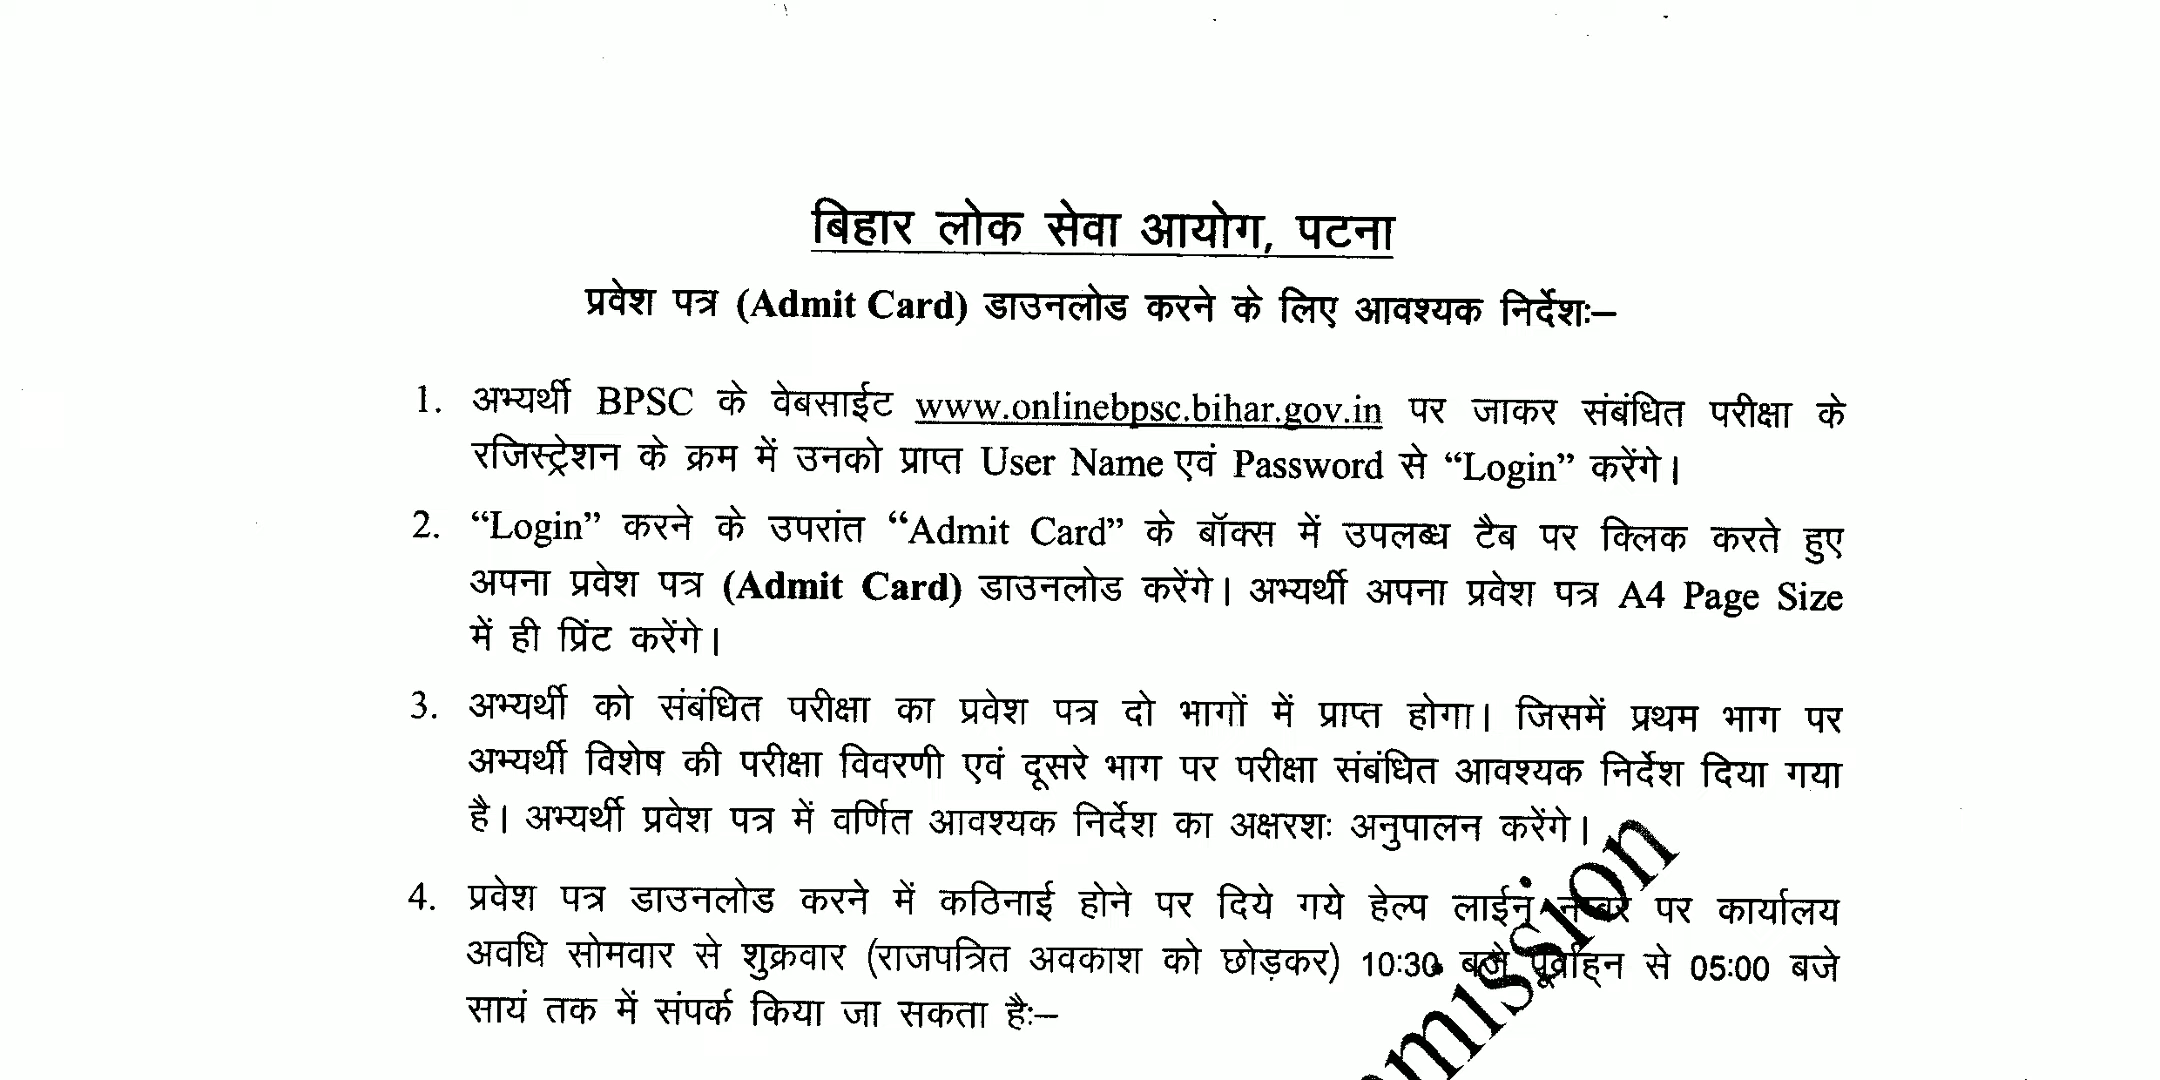 बिहार लोक सेवा आयोग, पटना
प्रवेश पत्र (Admit Card) डाउनलोड करने के लिए आवश्यक निर्देशः–
1. अभ्यर्थी BPSC के वेबसाईट www.onlinebpsc.bihar.gov.in पर जाकर संबंधित परीक्षा के
रजिस्ट्रेशन के क्रम में उनको प्राप्त User Name एवं Password से “Login” करेंगे।
2. “Login” करने के उपरांत “Admit Card” के बॉक्स में उपलब्ध टैब पर क्लिक करते हुए
अपना प्रवेश पत्र (Admit Card) डाउनलोड करेंगे। अभ्यर्थी अपना प्रवेश पत्र A4 Page Size
में ही प्रिंट करेंगे।
3. अभ्यर्थी को संबंधित परीक्षा का प्रवेश पत्र दो भागों में प्राप्त होगा। जिसमें प्रथम भाग पर
अभ्यर्थी विशेष की परीक्षा विवरणी एवं दूसरे भाग पर परीक्षा संबंधित आवश्यक निर्देश दिया गया
है। अभ्यर्थी प्रवेश पत्र में वर्णित आवश्यक निर्देश का अक्षरशः अनुपालन करेंगे।
4. प्रवेश पत्र डाउनलोड करने में कठिनाई होने पर दिये गये हेल्प लाईन नम्बर पर कार्यालय
अवधि सोमवार से शुक्रवार (राजपत्रित अवकाश को छोड़कर) 10:30 बजे पूर्वाह्न से 05:00 बजे
सायं तक में संपर्क किया जा सकता हैः–
mission